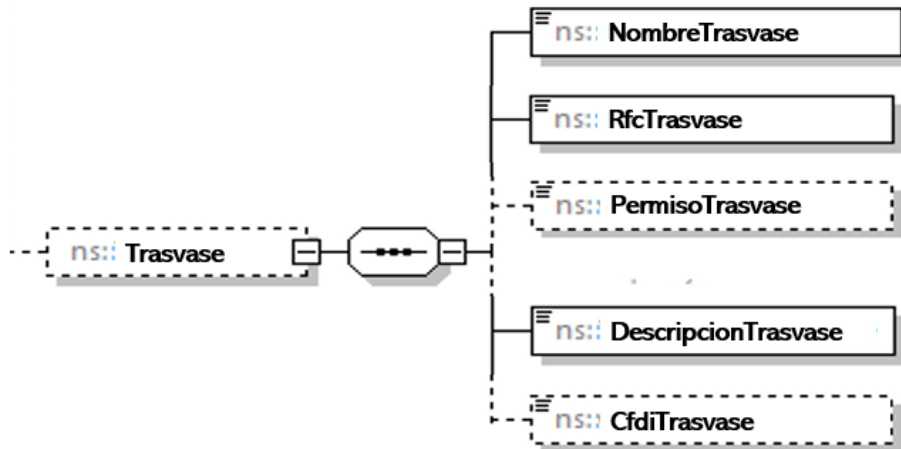 ns:: NombreTrasvase
ns:: RfcTrasvase
ns:: PermisoTrasvase
ns:: Trasvase
ns:: DescripcionTrasvase
ns:: CfdiTrasvase